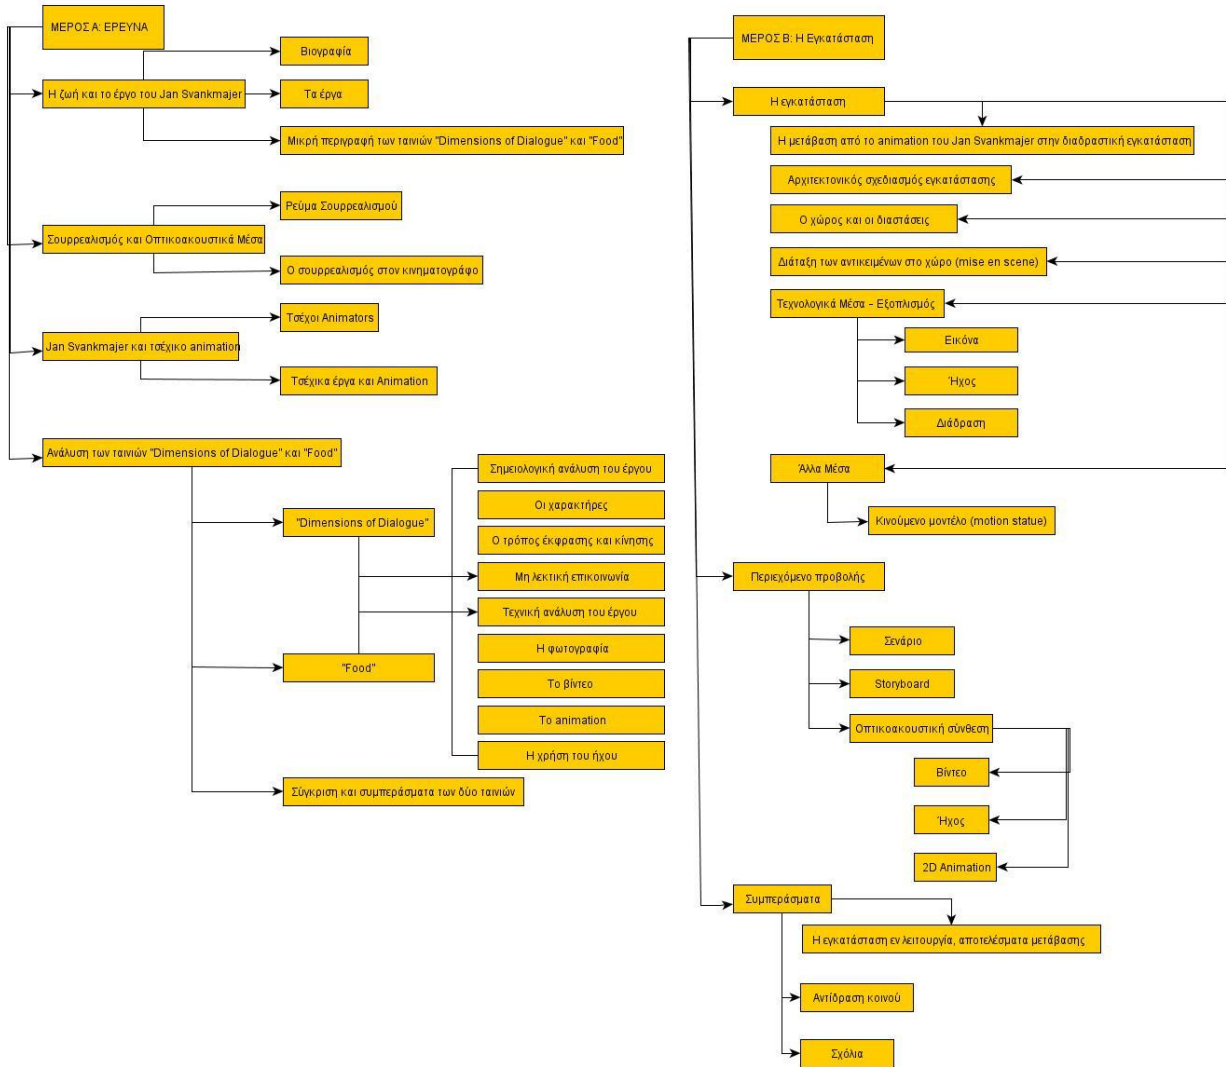 ΜΕΡΟΣ Α: ΕΡΕΥΝΑ
Βιογραφία
Η ζωή και το έργο του Jan Svankmajer
Τα έργα
Μικρή περιγραφή των ταινιών "Dimensions of Dialogue" και "Food"
Ρεύμα Σουρρεαλισμού
Σουρρεαλισμός και Οπτικοακουστικά Μέσα
Ο σουρρεαλισμός στον κινηματογράφο
Τσέχοι Animators
Jan Svankmajer και τσέχικο animation
Τσέχικα έργα και Animation
Ανάλυση των ταινιών "Dimensions of Dialogue" και "Food"
"Dimensions of Dialogue"
Σημειολογική ανάλυση του έργου
Οι χαρακτήρες
Ο τρόπος έκφρασης και κίνησης
Μη λεκτική επικοινωνία
Τεχνική ανάλυση του έργου
Η φωτογραφία
Το βίντεο
Το animation
Η χρήση του ήχου
"Food"
Σύγκριση και συμπεράσματα των δύο ταινιών
ΜΕΡΟΣ Β: Η Εγκατάσταση
Η εγκατάσταση
Η μετάβαση από το animation του Jan Svankmajer στην διαδραστική εγκατάσταση
Αρχιτεκτονικός σχεδιασμός εγκατάστασης
Ο χώρος και οι διαστάσεις
Διάταξη των αντικειμένων στο χώρο (mise en scene)
Τεχνολογικά Μέσα – Εξοπλισμός
Εικόνα
Ήχος
Διάδραση
Άλλα Μέσα
Κινούμενο μοντέλο (motion statue)
Περιεχόμενο προβολής
Σενάριο
Storyboard
Οπτικοακουστική σύνθεση
Βίντεο
Ήχος
2D Animation
Συμπεράσματα
Η εγκατάσταση εν λειτουργία, αποτελέσματα μετάβασης
Αντίδραση κοινού
Σχόλια